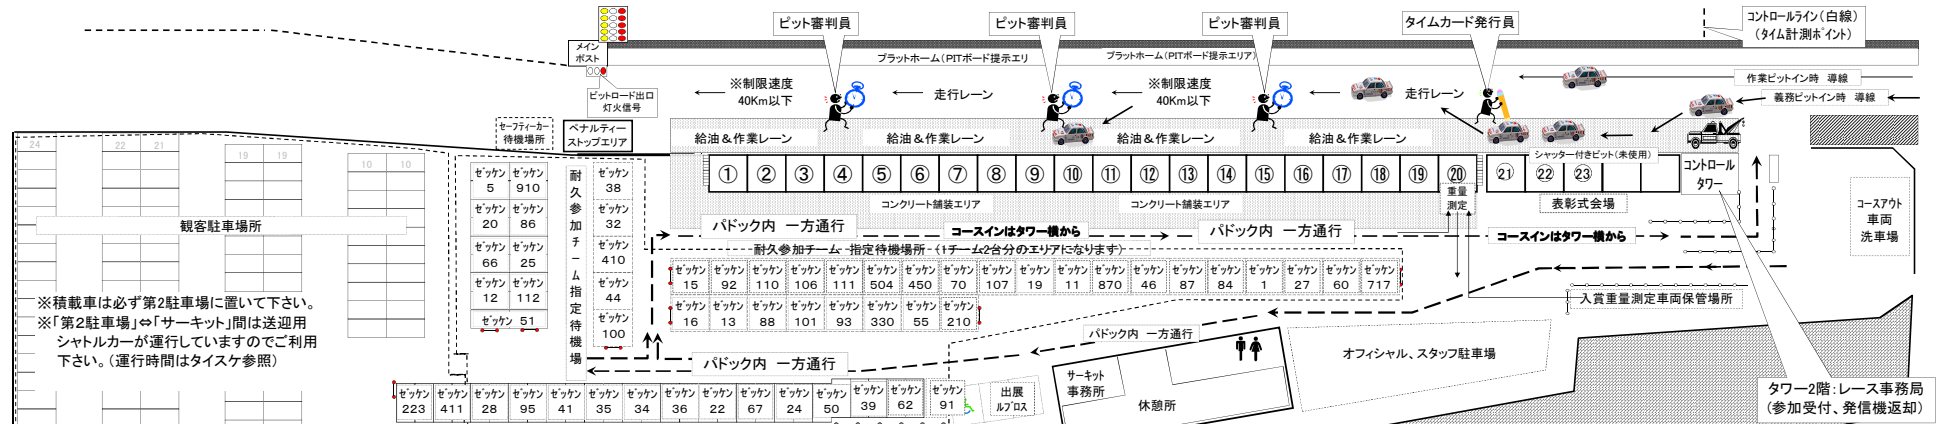 ピット審判員
ピット審判員
ピット審判員
タイムカード発行員
コントロールライン(白線)
(タイム計測ポイント)
メイン
ポスト
プラットホーム(PITボード提示エリ
プラットホーム(PITボード提示エリア)
ピットロード出口
灯火信号
※制限速度
40Km以下
走行レーン
※制限速度
40Km以下
走行レーン
作業ピットイン時 導線
義務ピットイン時 導線
セーフティーカー
待機場所
ペナルティー
ストップエリア
給油&作業レーン
給油&作業レーン
給油&作業レーン
給油&作業レーン
シャッター付きピット(未使用)
① ② ③ ④ ⑤ ⑥ ⑦ ⑧ ⑨ ⑩ ⑪ ⑫ ⑬ ⑭ ⑮ ⑯ ⑰ ⑱ ⑲ ⑳ ㉑ ㉒ ㉓
コントロール
タワー
重量
測定
表彰式会場
コンクリート舗装エリア
コンクリート舗装エリア
コースアウト
車両
洗車場
24 22 21 19 19 10 10
観客駐車場所
※積載車は必ず第2駐車場に置いて下さい。
※「第2駐車場」⇔「サーキット」間は送迎用
シャトルカーが運行していますのでご利用
下さい。(運行時間はタイスケ参照)
ゼッケン 5
ゼッケン 910
ゼッケン 20
ゼッケン 86
ゼッケン 66
ゼッケン 25
ゼッケン 12
ゼッケン 112
ゼッケン 51
耐久参加チーム指定待機場
ゼッケン 38
ゼッケン 32
ゼッケン 410
ゼッケン 44
ゼッケン 100
パドック内 一方通行
コースインはタワー横から
パドック内 一方通行
コースインはタワー横から
耐久参加チーム 指定待機場所 (1チーム2台分のエリアになります)
ゼッケン 15
ゼッケン 92
ゼッケン 110
ゼッケン 106
ゼッケン 111
ゼッケン 504
ゼッケン 450
ゼッケン 70
ゼッケン 107
ゼッケン 19
ゼッケン 11
ゼッケン 870
ゼッケン 46
ゼッケン 87
ゼッケン 84
ゼッケン 1
ゼッケン 27
ゼッケン 60
ゼッケン 717
ゼッケン 16
ゼッケン 13
ゼッケン 88
ゼッケン 101
ゼッケン 93
ゼッケン 330
ゼッケン 55
ゼッケン 210
入賞重量測定車両保管場所
パドック内 一方通行
パドック内 一方通行
オフィシャル、スタッフ駐車場
サーキット
事務所
休憩所
出展
ルブロス
ゼッケン 223
ゼッケン 411
ゼッケン 28
ゼッケン 95
ゼッケン 41
ゼッケン 35
ゼッケン 34
ゼッケン 36
ゼッケン 22
ゼッケン 67
ゼッケン 24
ゼッケン 50
ゼッケン 39
ゼッケン 62
ゼッケン 91
タワー2階:レース事務局
(参加受付、発信機返却)